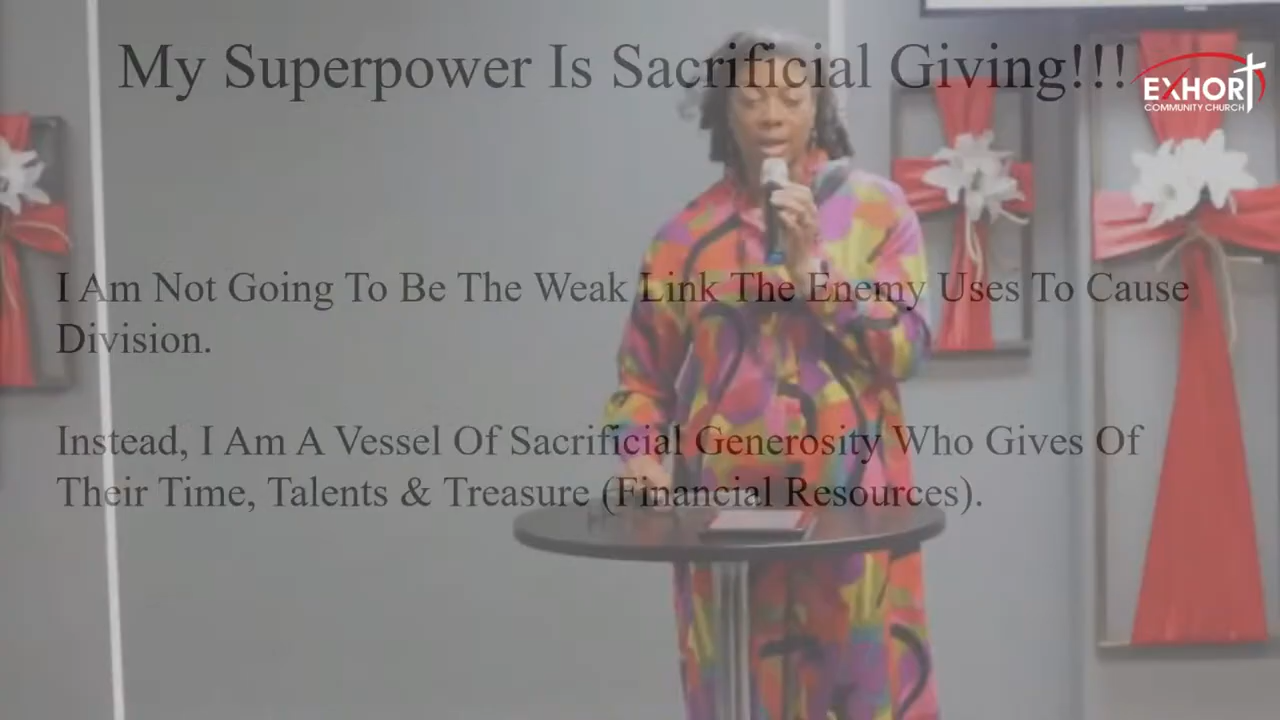 My Superpower Is Sacrificial Giving!!!
EXHORT
COMMUNITY CHURCH
I Am Not Going To Be The Weak Link The Enemy Uses To Cause
Division.
Instead, I Am A Vessel Of Sacrificial Generosity Who Gives Of
Their Time, Talents & Treasure (Financial Resources).